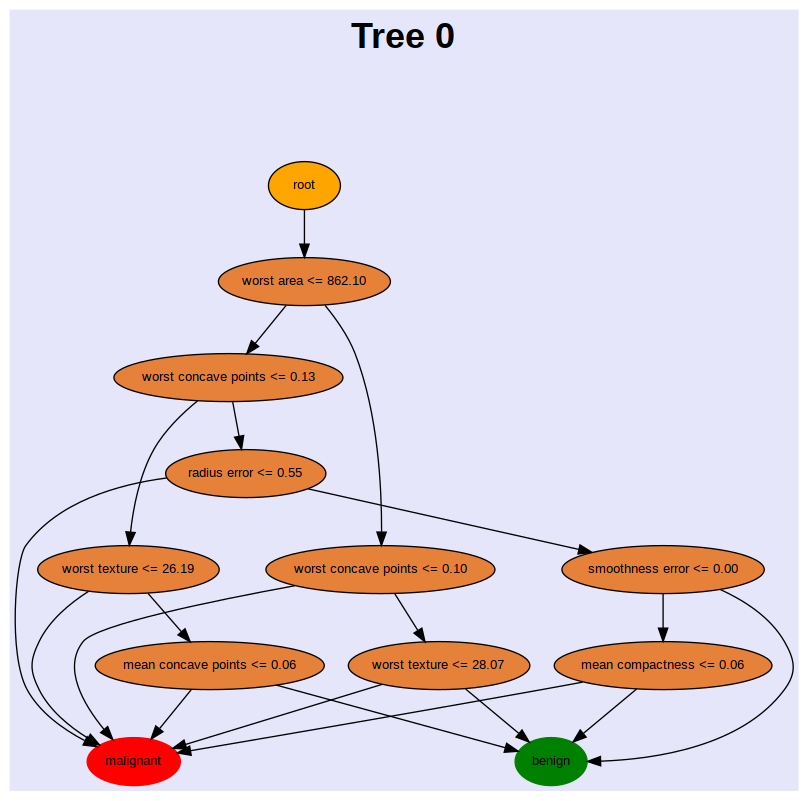 Tree 0
root
worst area <= 862.10
worst concave points <= 0.13
radius error <= 0.55
worst texture <= 26.19
worst concave points <= 0.10
smoothness error <= 0.00
mean concave points <= 0.06
worst texture <= 28.07
mean compactness <= 0.06
malignant
benign